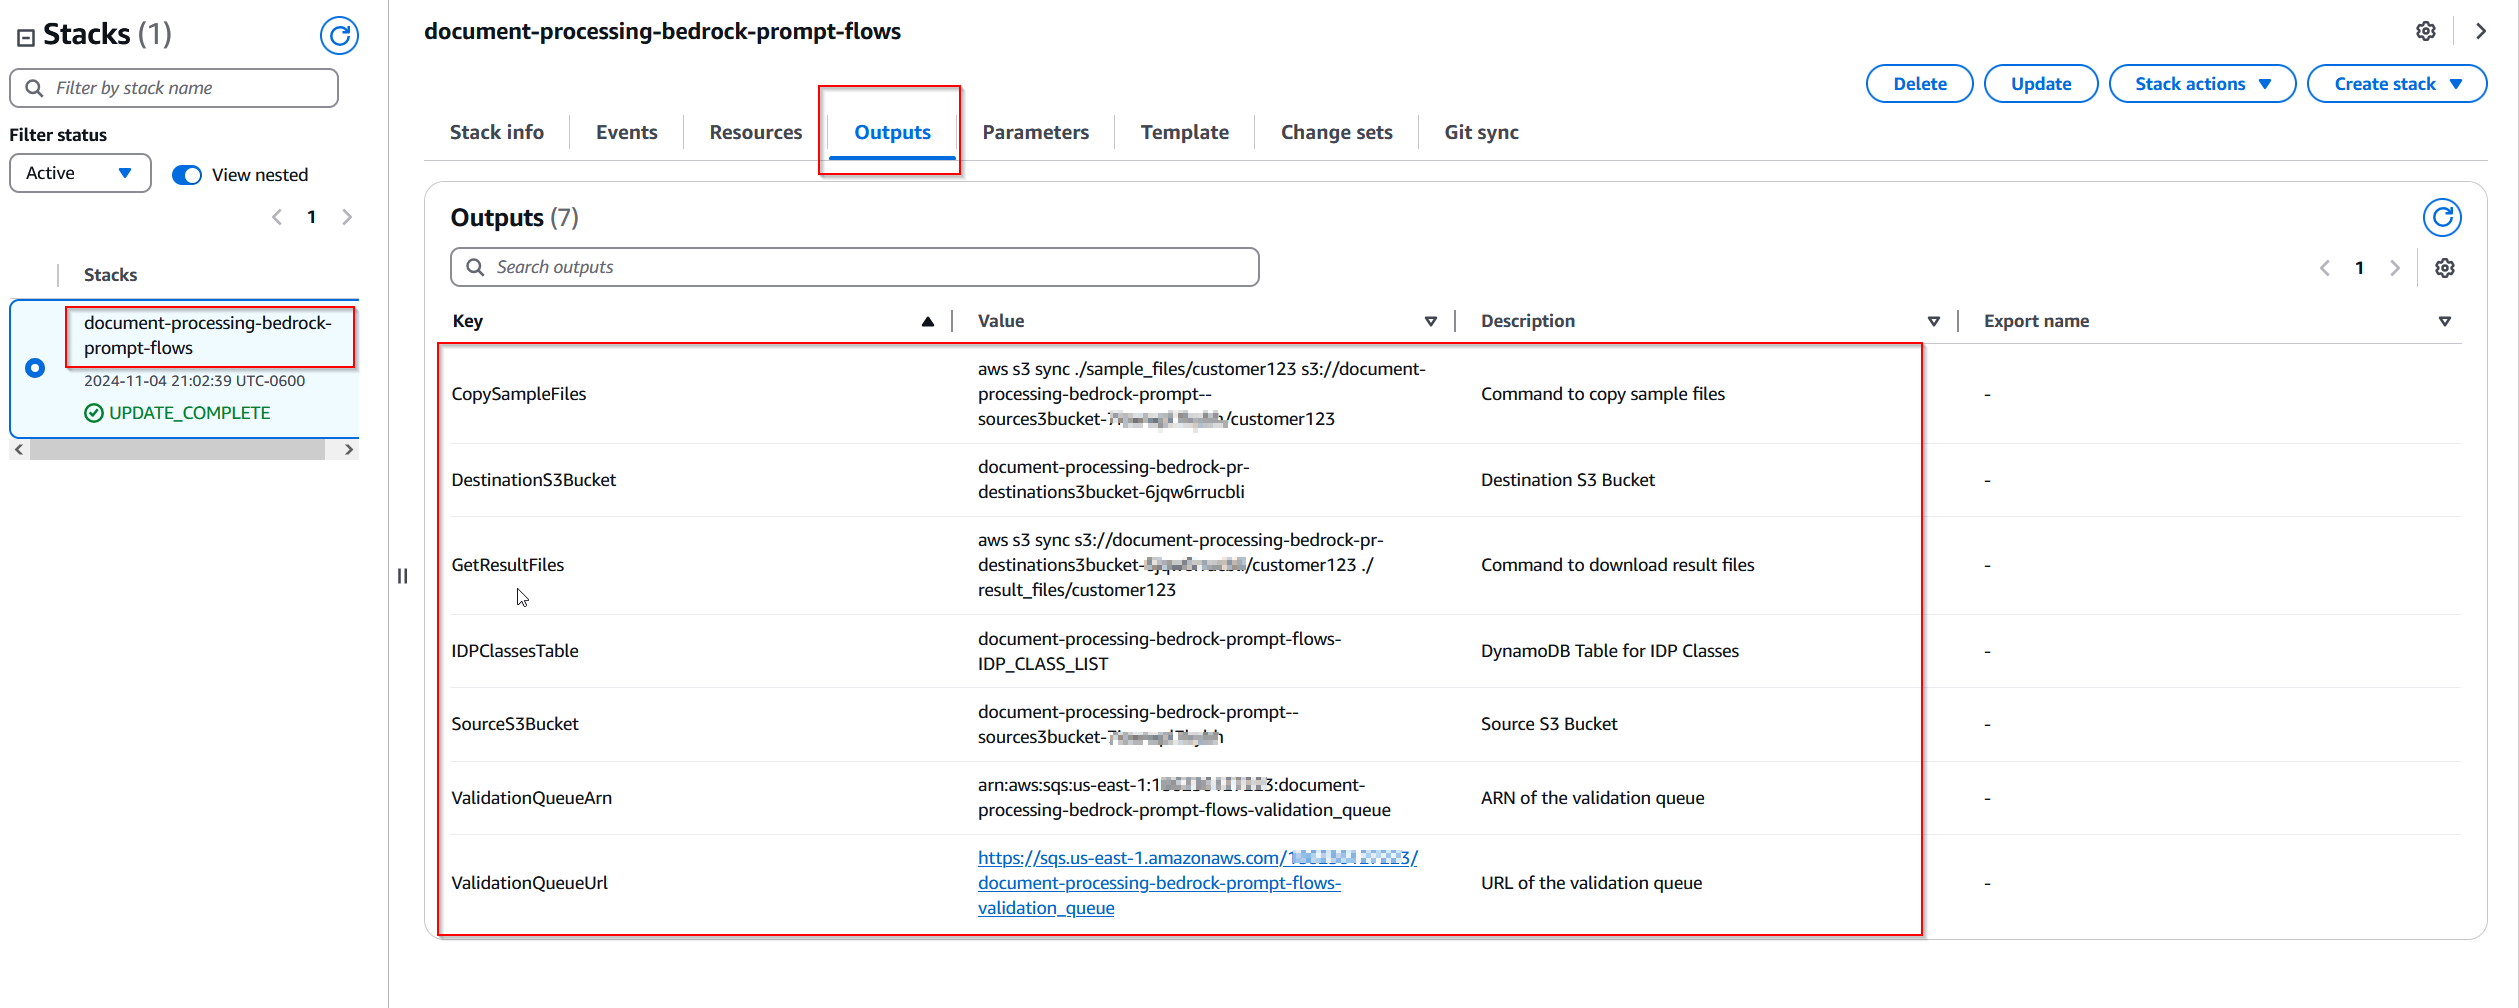 Stacks (1)
Filter by stack name
Filter status
Active
View nested
1
Stacks
document-processing-bedrock-
prompt-flows
2024-11-04 21:02:39 UTC-0600
UPDATE_COMPLETE
document-processing-bedrock-prompt-flows
Delete
Update
Stack actions
Create stack
Stack info
Events
Resources
Outputs
Parameters
Template
Change sets
Git sync
Outputs (7)
Search outputs
1
Key
Value
Description
Export name
CopySampleFiles
aws s3 sync ./sample_files/customer123 s3://document-
processing-bedrock-prompt--
sources3bucket- /customer123
Command to copy sample files
-
DestinationS3Bucket
document-processing-bedrock-pr-
destinations3bucket-6jqw6rrucbli
Destination S3 Bucket
-
GetResultFiles
aws s3 sync s3://document-processing-bedrock-pr-
destinations3bucket- /customer123 ./
result_files/customer123
Command to download result files
-
IDPClassesTable
document-processing-bedrock-prompt-flows-
IDP_CLASS_LIST
DynamoDB Table for IDP Classes
-
SourceS3Bucket
document-processing-bedrock-prompt--
sources3bucket-
Source S3 Bucket
-
ValidationQueueArn
arn:aws:sqs:us-east-1: :document-
processing-bedrock-prompt-flows-validation_queue
ARN of the validation queue
-
ValidationQueueUrl
https://sqs.us-east-1.amazonaws.com/ /
document-processing-bedrock-prompt-flows-
validation_queue
URL of the validation queue
-